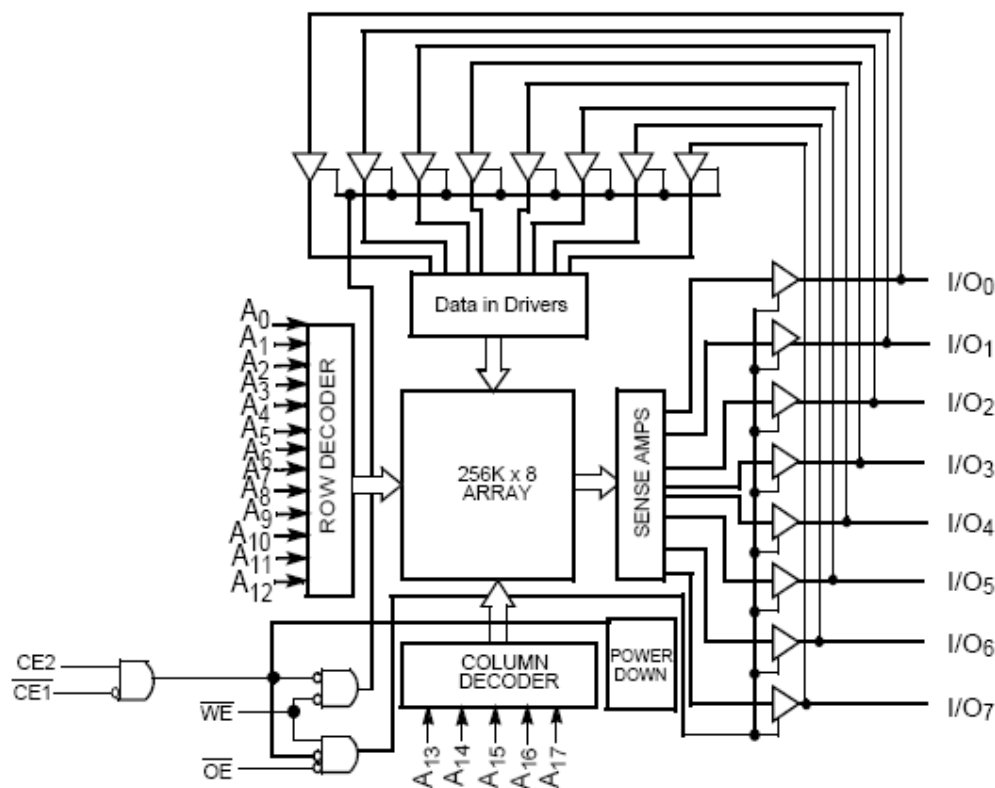 Data in Drivers
I/O0
I/O1
I/O2
I/O3
I/O4
I/O5
I/O6
I/O7
A0
A1
A2
A3
A4
A5
A6
A7
A8
A9
A10
A11
A12
ROW DECODER
256K x 8
ARRAY
SENSE AMPS
CE2
CE1
WE
OE
COLUMN
DECODER
POWER
DOWN
A13
A14
A15
A16
A17